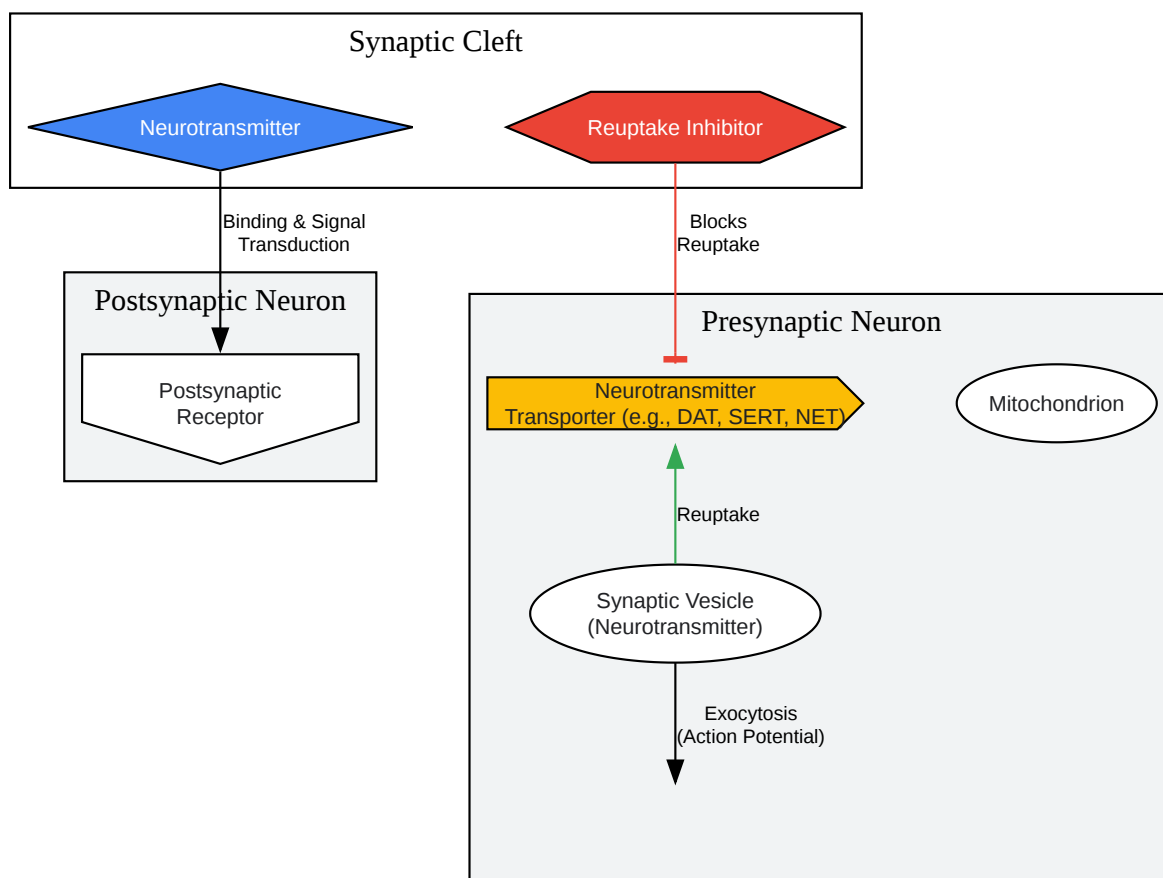 Synaptic Cleft
Neurotransmitter
Reuptake Inhibitor
Binding & Signal
Transduction
Blocks
Reuptake
Postsynaptic Neuron
Postsynaptic
Receptor
Presynaptic Neuron
Neurotransmitter
Transporter (e.g., DAT, SERT, NET)
Mitochondrion
Reuptake
Synaptic Vesicle
(Neurotransmitter)
Exocytosis
(Action Potential)